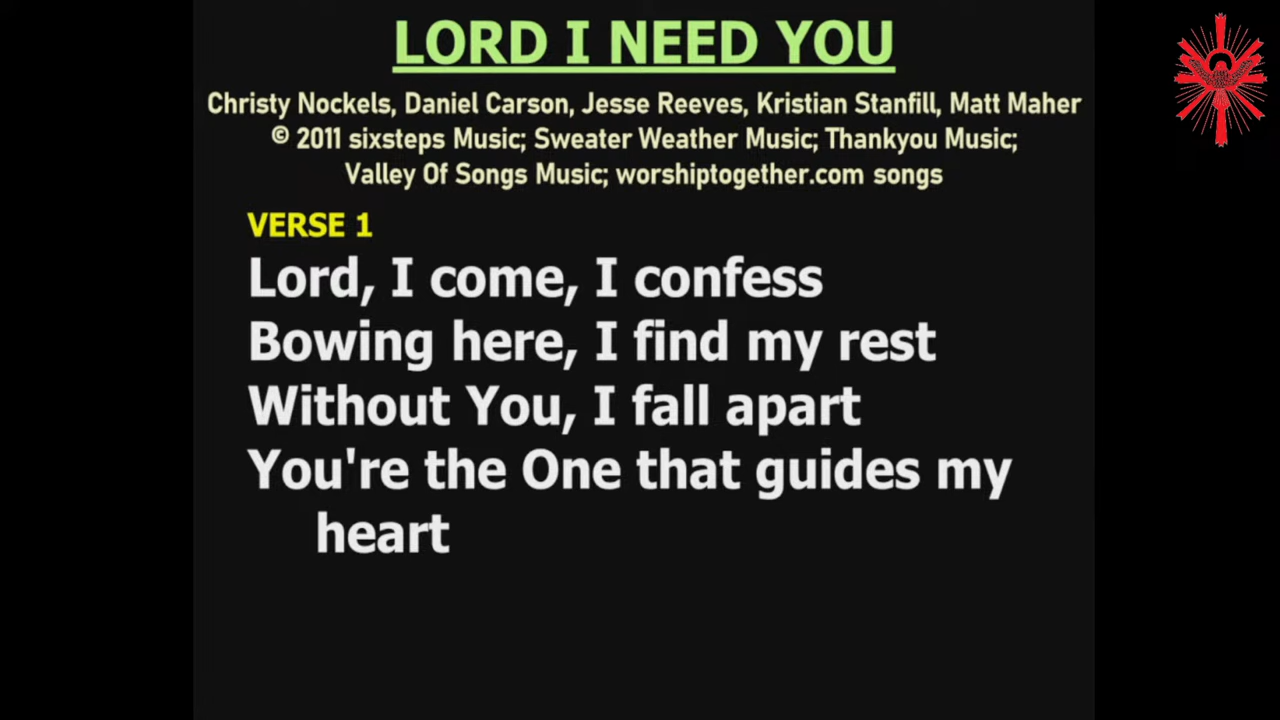 LORD I NEED YOU
Christy Nockels, Daniel Carson, Jesse Reeves, Kristian Stanfill, Matt Maher
© 2011 sixsteps Music; Sweater Weather Music; Thankyou Music;
Valley Of Songs Music; worshiptogether.com songs
VERSE 1
Lord, I come, I confess
Bowing here, I find my rest
Without You, I fall apart
You're the One that guides my
heart